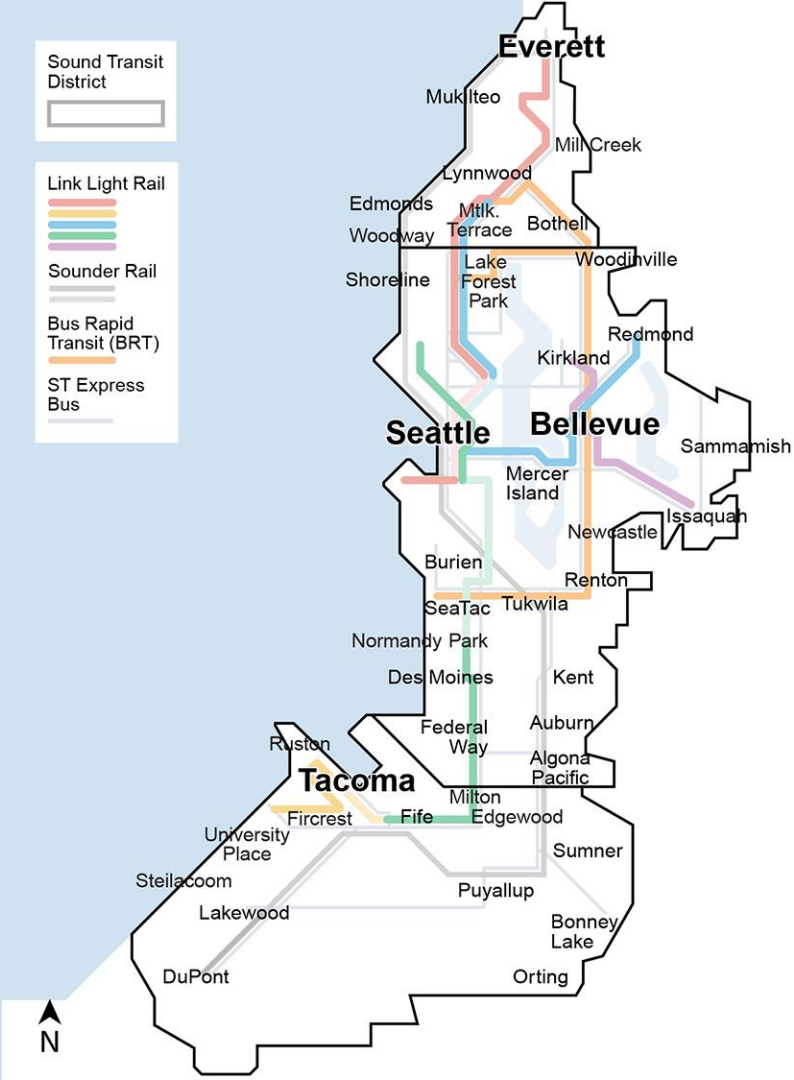 Sound Transit
District
Link Light Rail
Sounder Rail
Bus Rapid
Transit (BRT)
ST Express
Bus
Everett
Mukilteo
Mill Creek
Lynnwood
Edmonds
Mtlk.
Terrace
Bothell
Woodway
Woodinville
Lake
Forest
Park
Shoreline
Redmond
Kirkland
Seattle
Bellevue
Sammamish
Mercer
Island
Issaquah
Newcastle
Burien
Renton
SeaTac
Tukwila
Normandy Park
Des Moines
Kent
Federal
Way
Auburn
Ruston
Algona
Pacific
Tacoma
Milton
Fircrest
Fife
Edgewood
University
Place
Sumner
Steilacoom
Puyallup
Lakewood
Bonney
Lake
DuPont
Orting
N